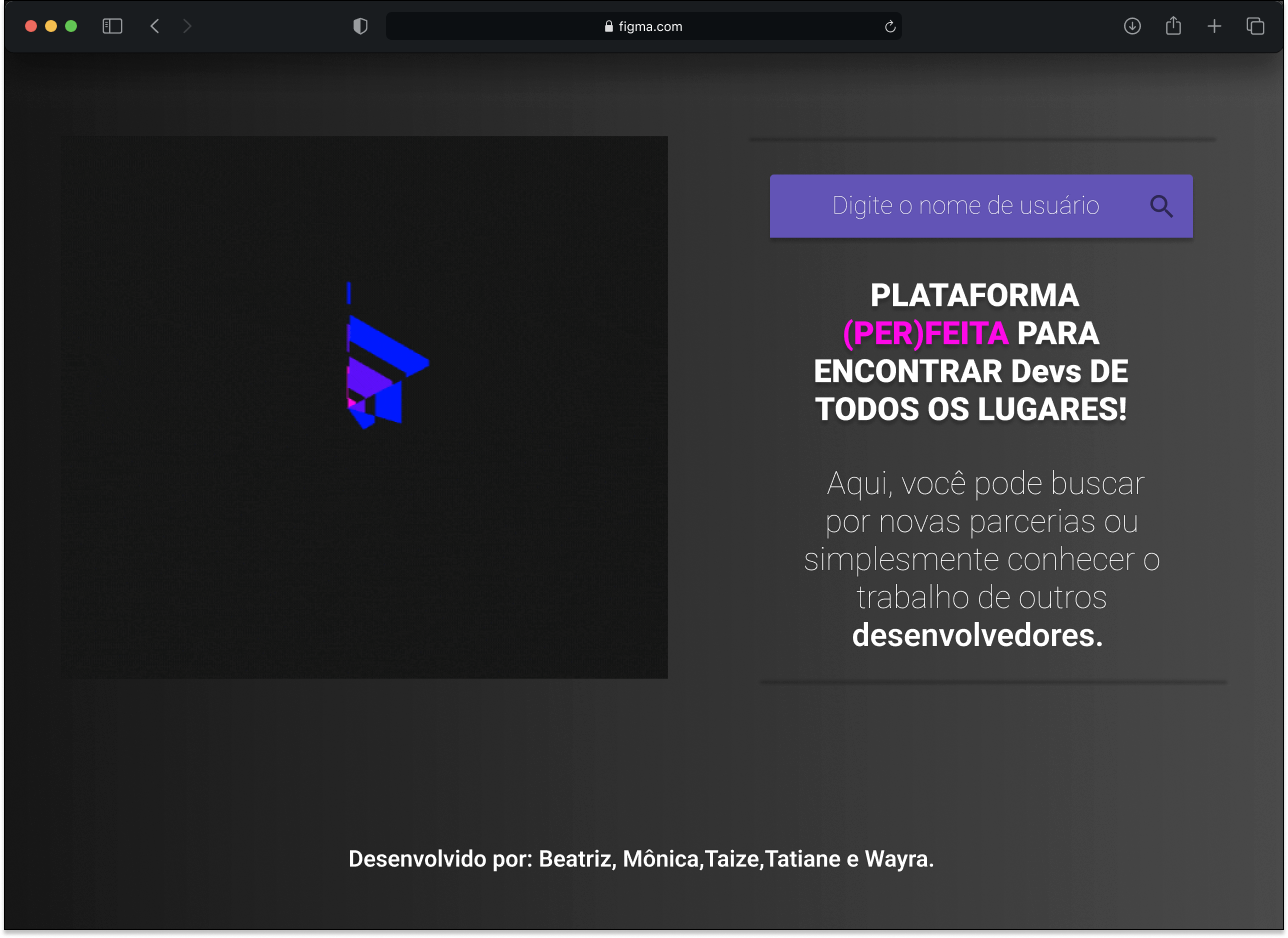 figma.com
Digite o nome de usuário
PLATAFORMA
(PER)FEITA PARA
ENCONTRAR Devs DE
TODOS OS LUGARES!
Aqui, você pode buscar
por novas parcerias ou
simplesmente conhecer o
trabalho de outros
desenvolvedores.
Desenvolvido por: Beatriz, Mônica,Taize,Tatiane e Wayra.